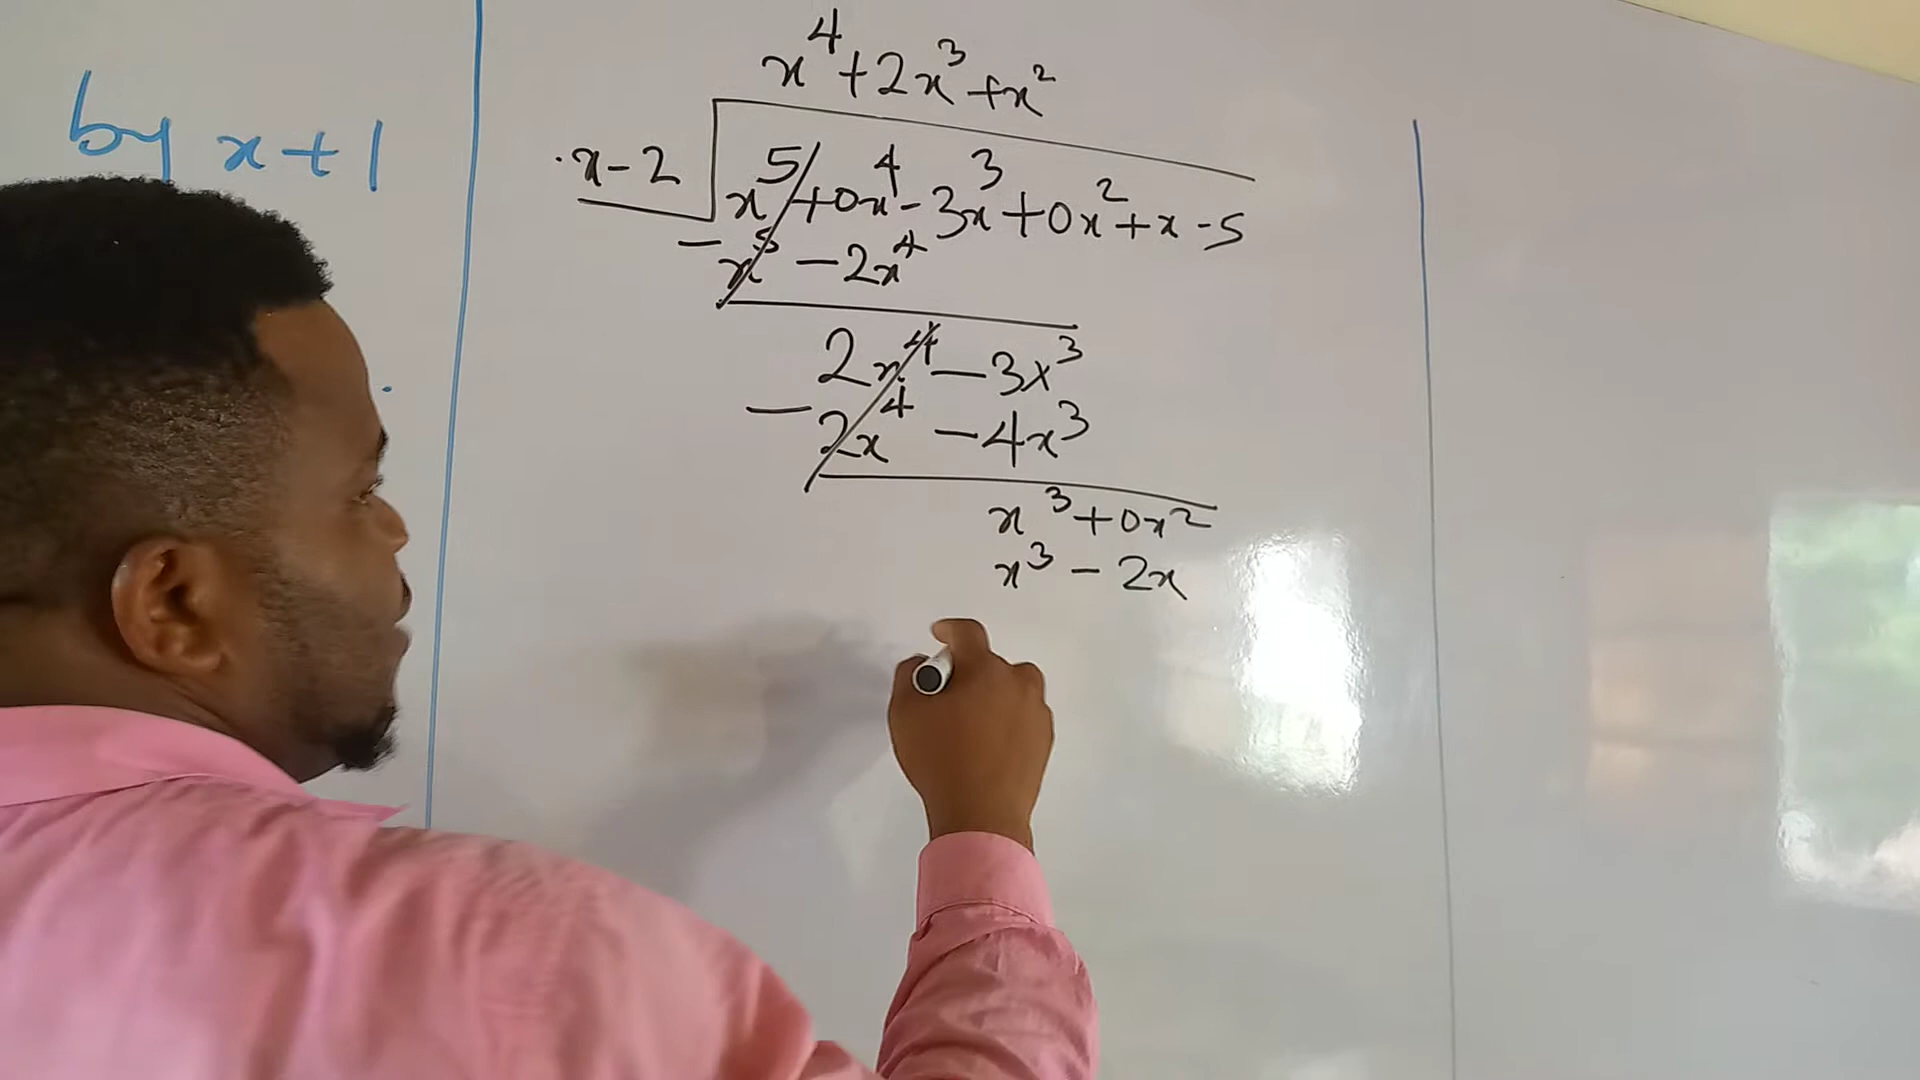 by x+1
x⁴+2x³+x²
x-2
x⁵+0x⁴-3x³+0x²+x-5
-x⁵-2x⁴
2x⁴-3x³
-2x⁴-4x³
x³+0x²
x³-2x